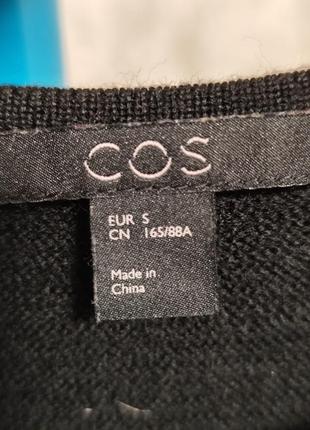 COS
EUR S
CN 165/88A
Made in
China